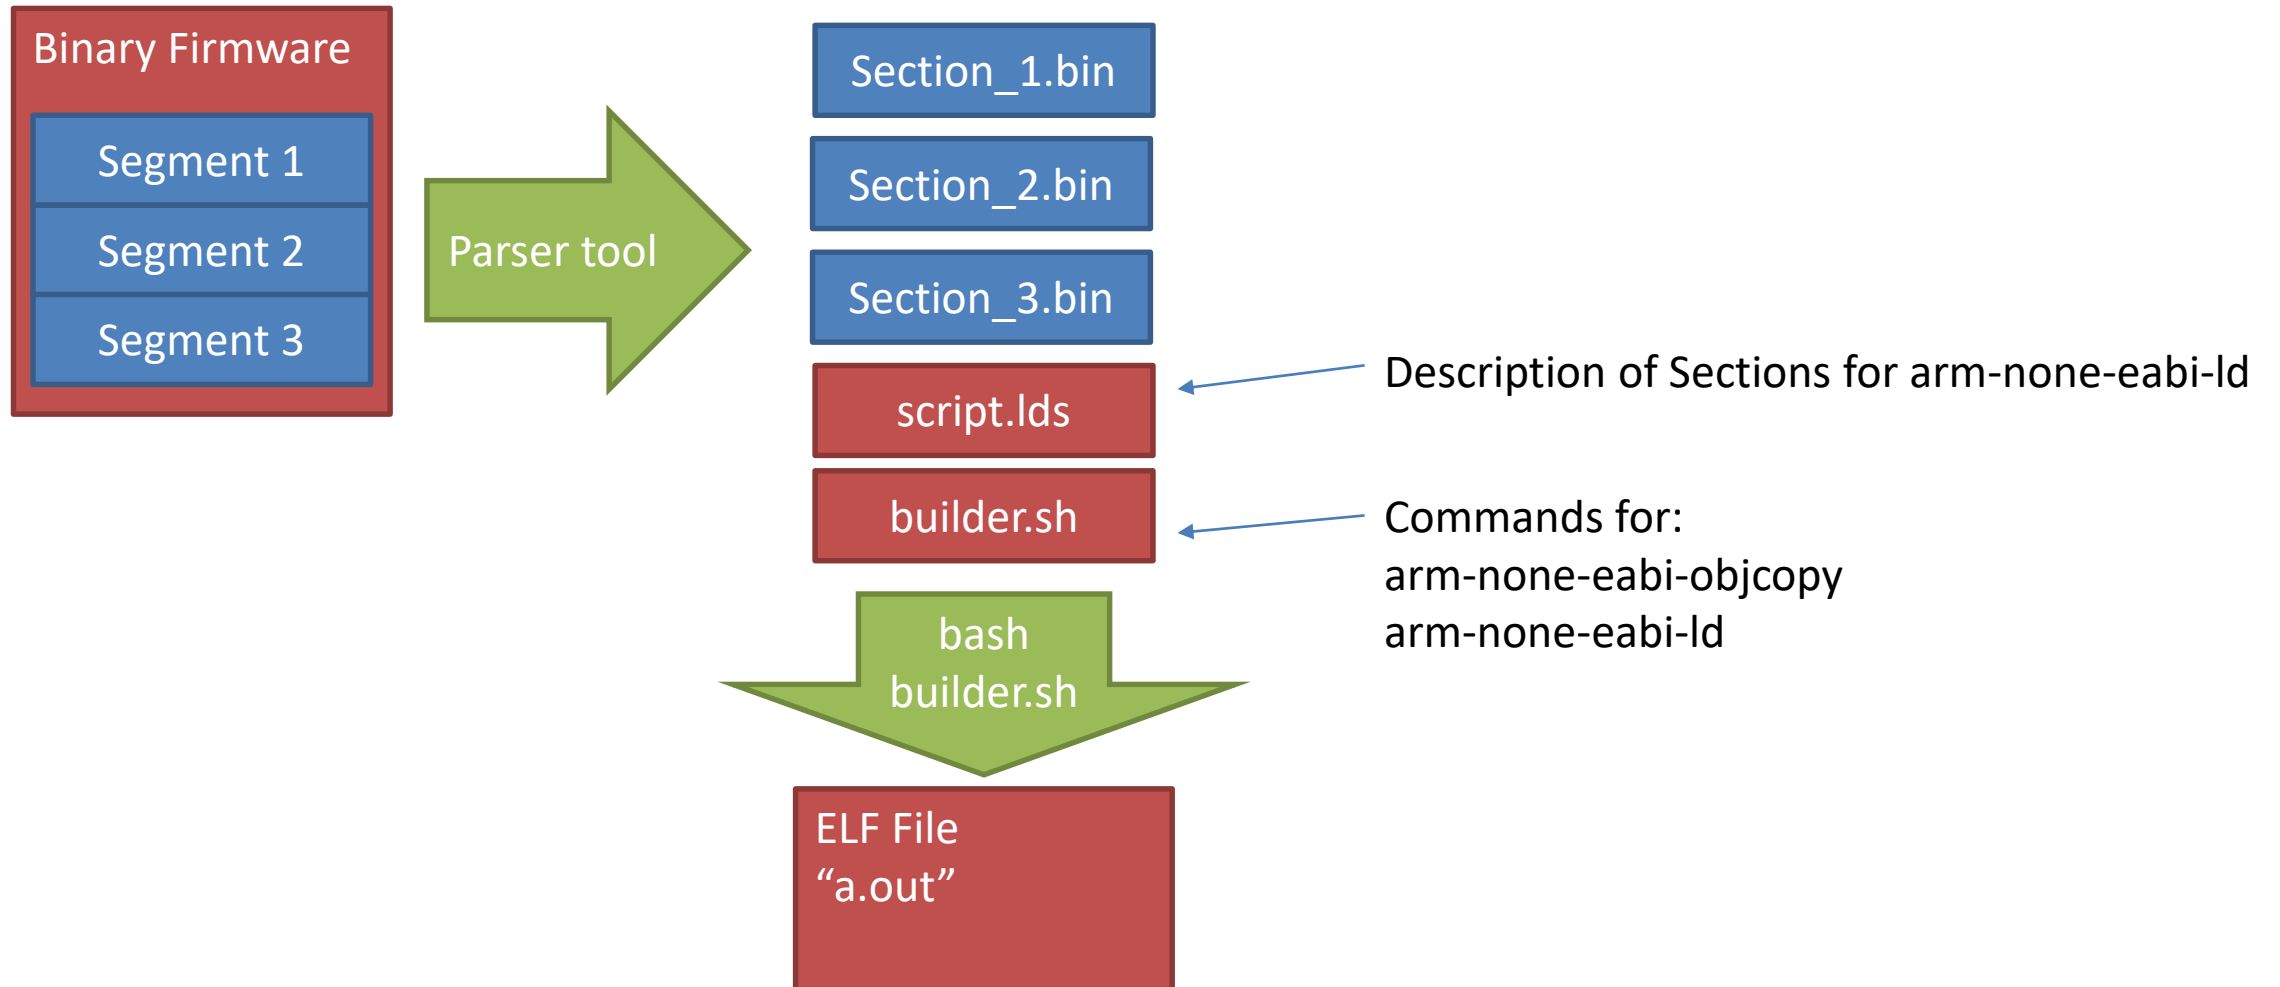 Binary Firmware
Segment 1
Segment 2
Segment 3
Parser tool
Section_1.bin
Section_2.bin
Section_3.bin
script.lds
builder.sh
Description of Sections for arm-none-eabi-ld
Commands for:
arm-none-eabi-objcopy
arm-none-eabi-ld
bash
builder.sh
ELF File
“a.out”